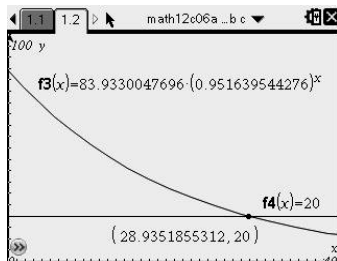 1.1 1.2 math12c06a …b c
100 y
f3(x)=83.9330047696·(0.951639544276)^x
f4(x)=20
x
(28.9351855312,20)